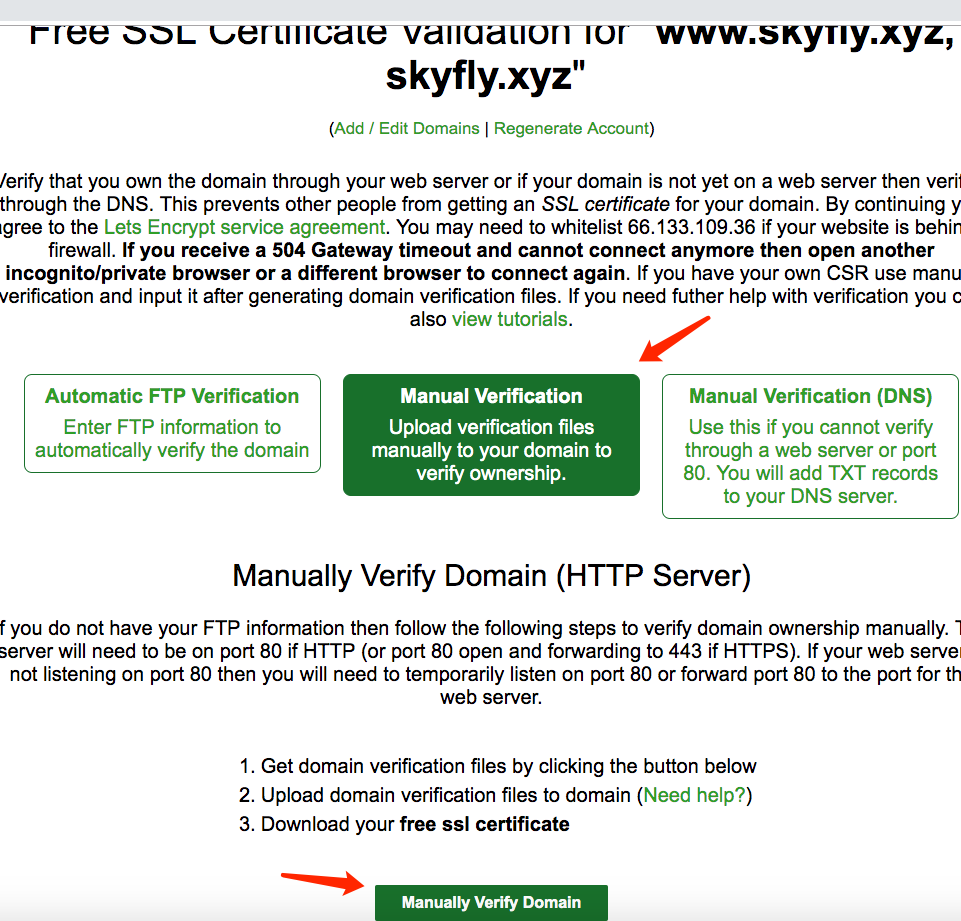 Free SSL Certificate Validation for "www.skyfly.xyz,
skyfly.xyz"
(Add / Edit Domains | Regenerate Account)
Verify that you own the domain through your web server or if your domain is not yet on a web server then verif
through the DNS. This prevents other people from getting an SSL certificate for your domain. By continuing y
agree to the Lets Encrypt service agreement. You may need to whitelist 66.133.109.36 if your website is behin
firewall. If you receive a 504 Gateway timeout and cannot connect anymore then open another
incognito/private browser or a different browser to connect again. If you have your own CSR use manu
verification and input it after generating domain verification files. If you need futher help with verification you c
also view tutorials.
Automatic FTP Verification
Enter FTP information to
automatically verify the domain
Manual Verification
Upload verification files
manually to your domain to
verify ownership.
Manual Verification (DNS)
Use this if you cannot verify
through a web server or port
80. You will add TXT records
to your DNS server.
Manually Verify Domain (HTTP Server)
If you do not have your FTP information then follow the following steps to verify domain ownership manually. T
server will need to be on port 80 if HTTP (or port 80 open and forwarding to 443 if HTTPS). If your web serve
not listening on port 80 then you will need to temporarily listen on port 80 or forward port 80 to the port for th
web server.
1. Get domain verification files by clicking the button below
2. Upload domain verification files to domain (Need help?)
3. Download your free ssl certificate
Manually Verify Domain